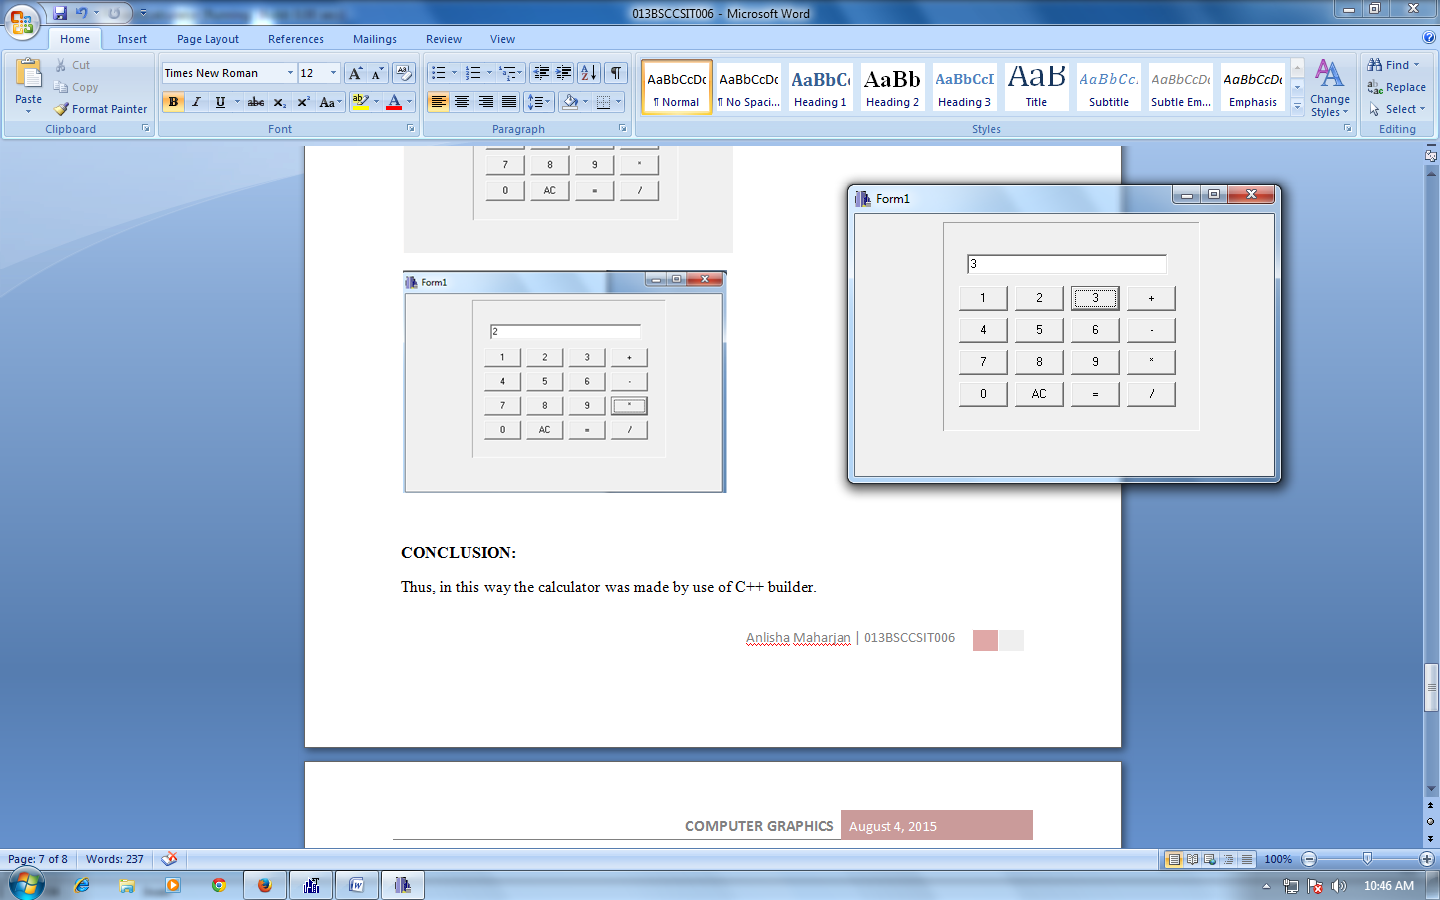 013BSCCSIT006 - Microsoft Word
Home Insert Page Layout References Mailings Review View
Paste
Cut
Copy
Format Painter
Clipboard
Times New Roman 12
B I U abc x₂ x² Aa
Font
Paragraph
AaBbCcDc AaBbCcDc AaBbCc AaBb AaBbCcI AaB AaBbCc. AaBbCcDc AaBbCcDc
¶ Normal ¶ No Spaci... Heading 1 Heading 2 Heading 3 Title Subtitle Subtle Em... Emphasis
Change Styles
Styles
Find
Replace
Select
Editing
7 8 9 *
0 AC = /
Form1
2
1 2 3 +
4 5 6 -
7 8 9 *
0 AC = /
Form1
3
1 2 3 +
4 5 6 -
7 8 9 *
0 AC = /
CONCLUSION:
Thus, in this way the calculator was made by use of C++ builder.
Anlisha Maharjan | 013BSCCSIT006
COMPUTER GRAPHICS August 4, 2015
Page: 7 of 8 Words: 237 100%
10:46 AM